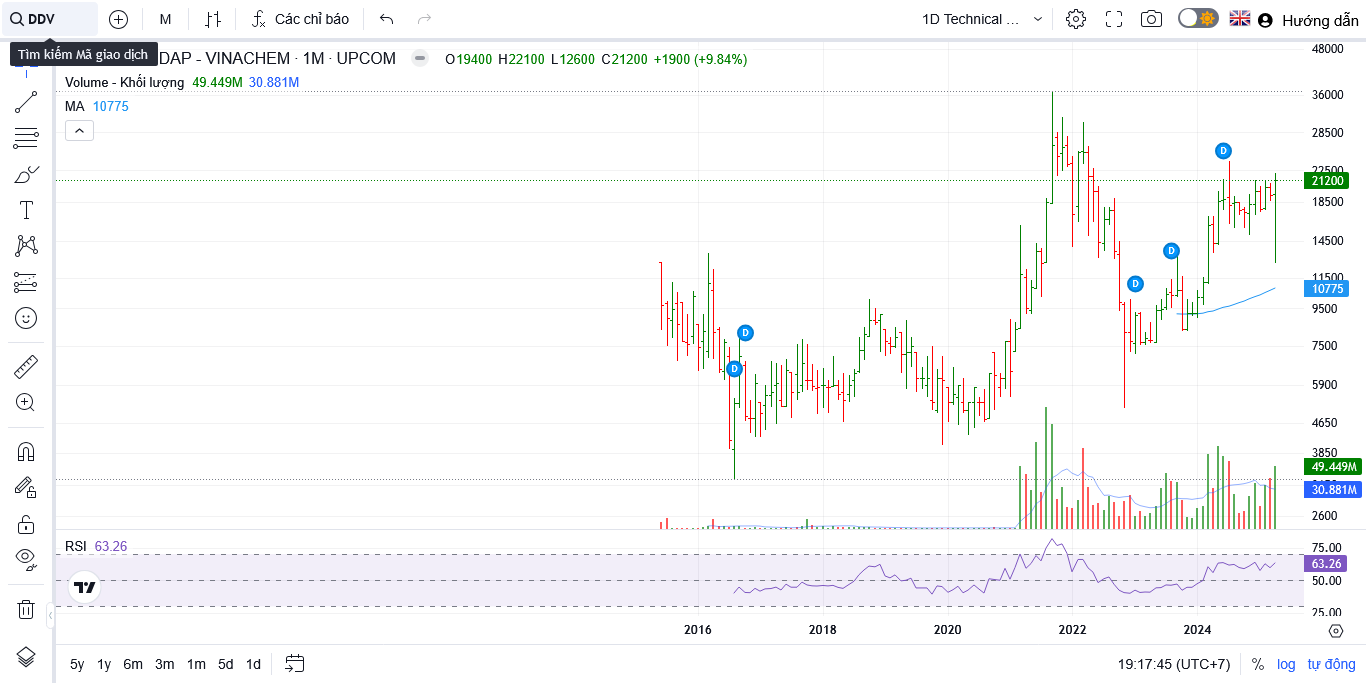 DDV
M
Các chỉ báo
1D Technical ...
Hướng dẫn
Tìm kiếm Mã giao dịch
DAP - VINACHEM · 1M · UPCOM
O19400 H22100 L12600 C21200 +1900 (+9.84%)
Volume - Khối lượng 49.449M 30.881M
MA 10775
48000
36000
28500
22500
21200
18500
14500
11500
10775
9500
7500
5900
4650
3850
49.449M
30.881M
2600
D
D
D
D
D
RSI 63.26
75.00
63.26
50.00
25.00
2016 2018 2020 2022 2024
5y 1y 6m 3m 1m 5d 1d
19:17:45 (UTC+7) % log tự động